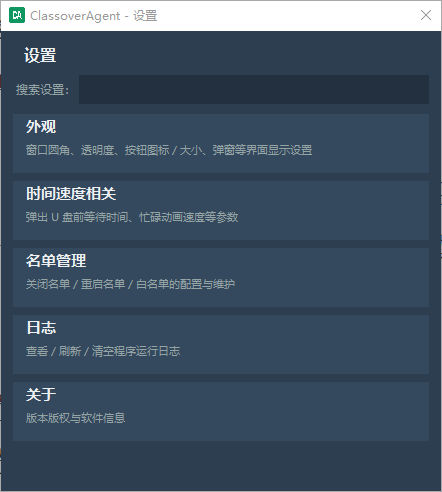 CA ClassoverAgent - 设置
设置
搜索设置:
外观
窗口圆角、透明度、按钮图标 / 大小、弹窗等界面显示设置
时间速度相关
弹出 U 盘前等待时间、忙碌动画速度等参数
名单管理
关闭名单 / 重启名单 / 白名单的配置与维护
日志
查看 / 刷新 / 清空程序运行日志
关于
版本版权与软件信息